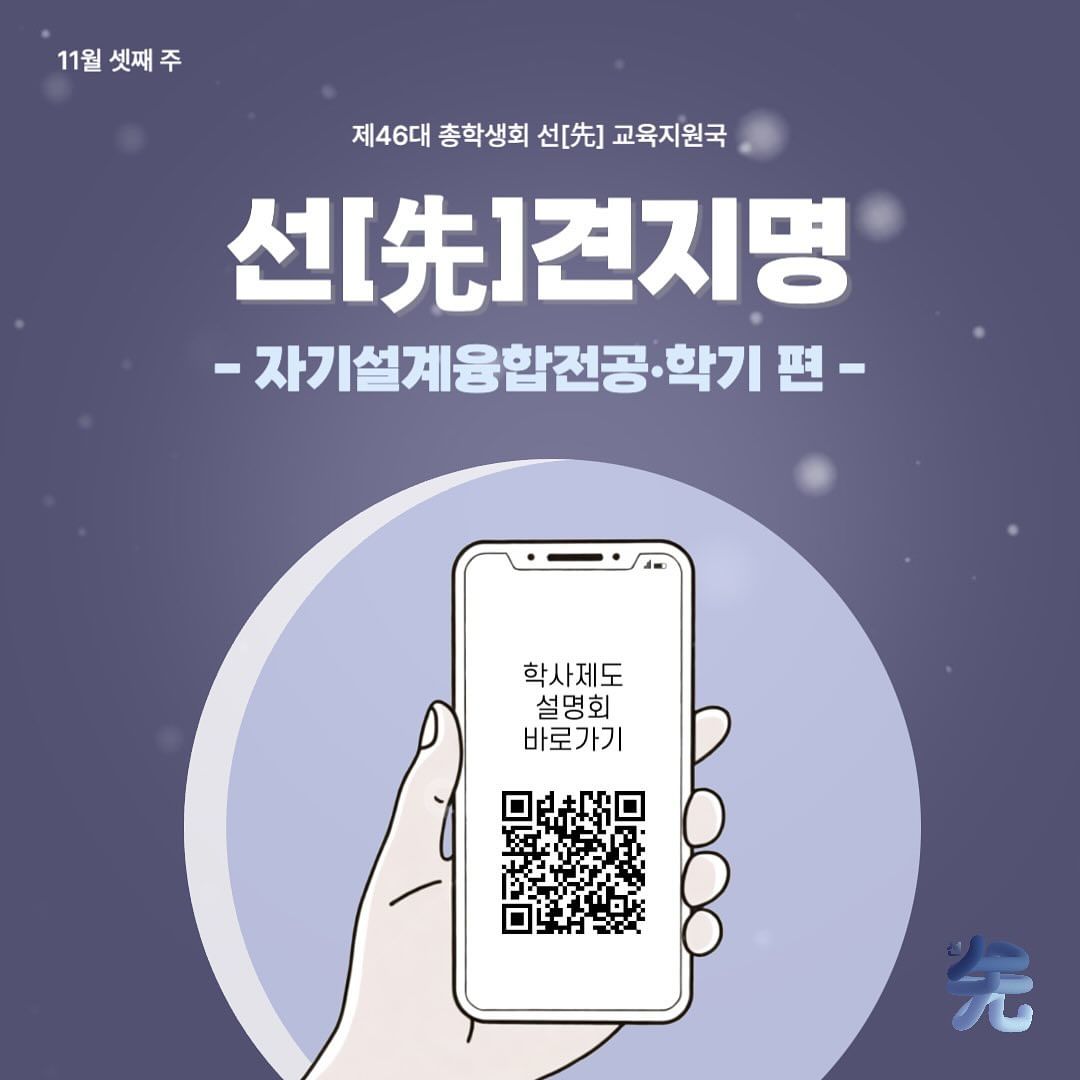 11월 셋째 주
제46대 총학생회 선[先] 교육지원국
선[先]견지명
- 자기설계융합전공·학기 편 -
학사제도
설명회
바로가기
선
先